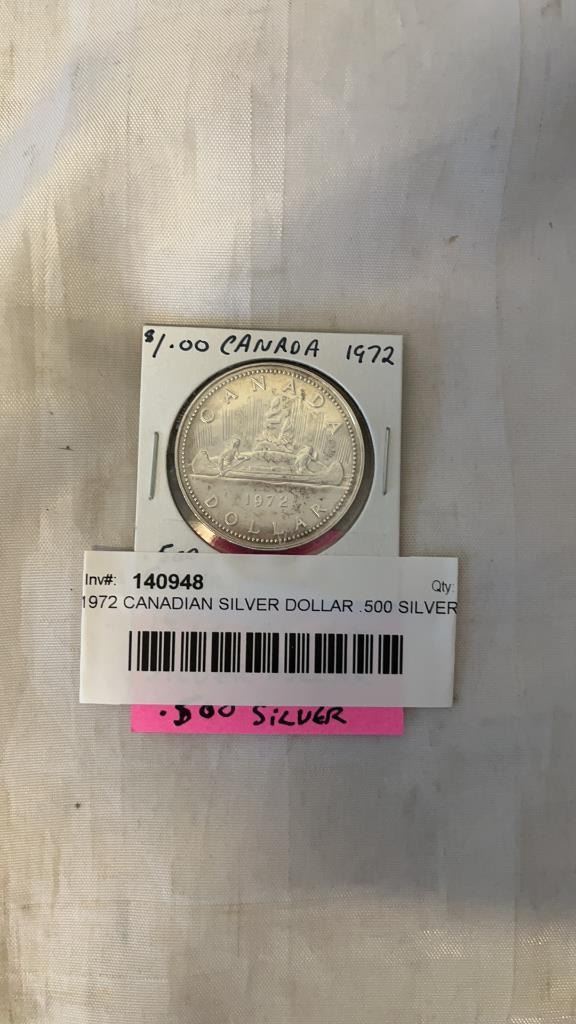 $1.00 CANADA 1972
CANADA
1972
DOLLAR
Inv#: 140948 Qty:
1972 CANADIAN SILVER DOLLAR .500 SILVER
.500 SILVER